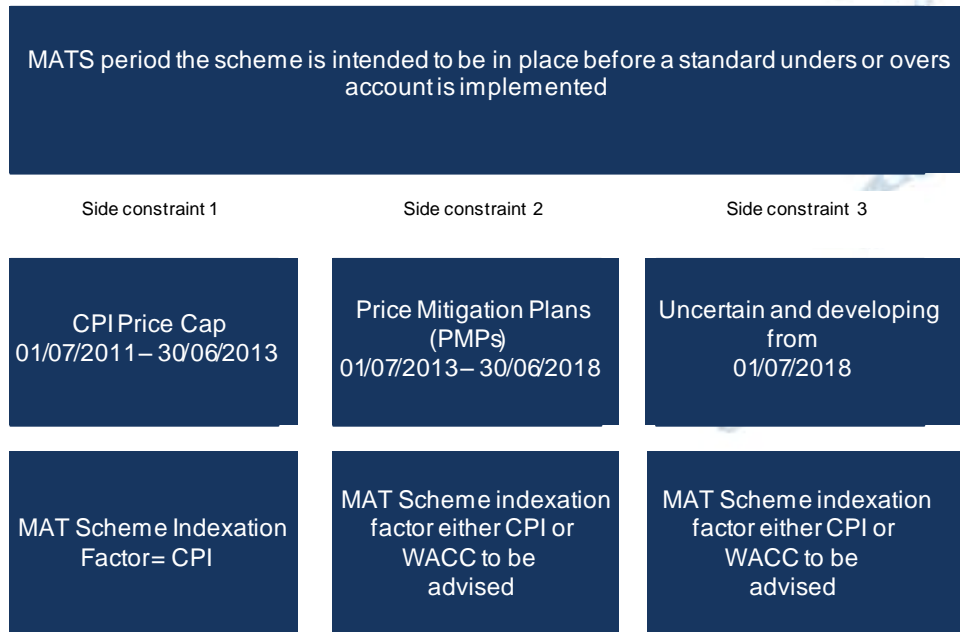 MATS period the scheme is intended to be in place before a standard unders or overs
account is implemented
Side constraint 1
Side constraint 2
Side constraint 3
CPI Price Cap
01/07/2011 – 30/06/2013
Price Mitigation Plans
(PMPs)
01/07/2013 – 30/06/2018
Uncertain and developing
from
01/07/2018
MAT Scheme Indexation
Factor= CPI
MAT Scheme indexation
factor either CPI or
WACC to be
advised
MAT Scheme indexation
factor either CPI or
WACC to be
advised